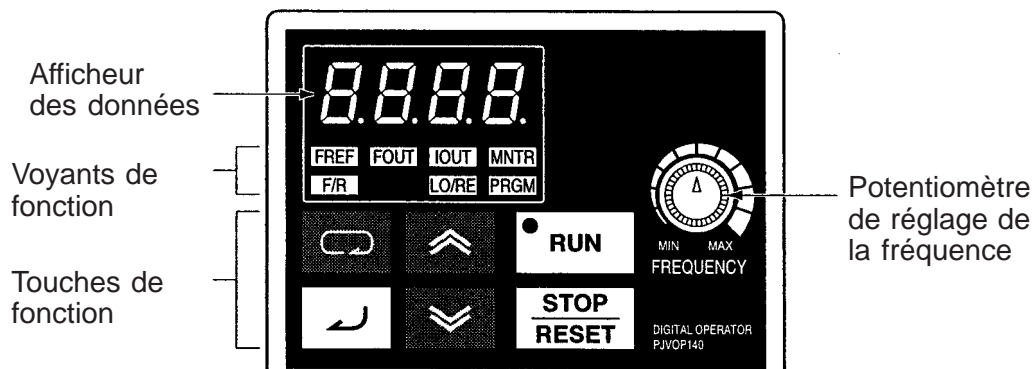 Afficheur
des données
8.8.8.8.
FREF FOUT IOUT MNTR
F/R LO/RE PRGM
Voyants de
fonction
Touches de
fonction
RUN
STOP
RESET
MIN MAX
FREQUENCY
DIGITAL OPERATOR
PJVOP140
Potentiomètre
de réglage de
la fréquence